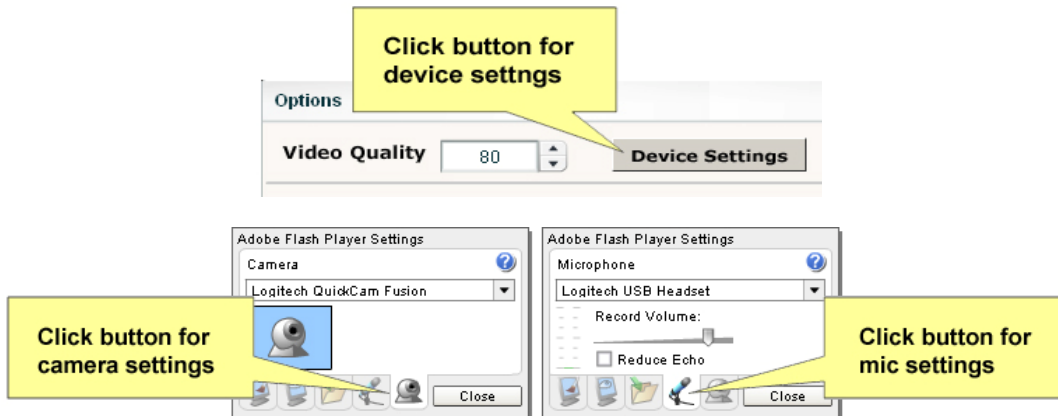 Click button for
device settngs
Options
Video Quality 80 Device Settings
Adobe Flash Player Settings
Camera
Logitech QuickCam Fusion
Click button for
camera settings
Close
Adobe Flash Player Settings
Microphone
Logitech USB Headset
Record Volume:
Reduce Echo
Click button for
mic settings
Close